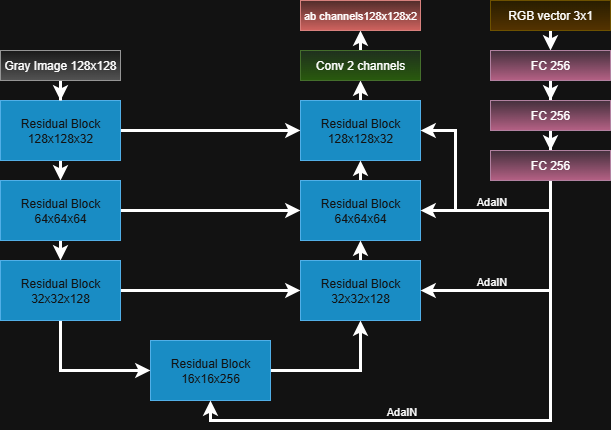 ab channels128x128x2
RGB vector 3x1
Gray Image 128x128
Conv 2 channels
FC 256
Residual Block
128x128x32
Residual Block
128x128x32
FC 256
FC 256
Residual Block
64x64x64
Residual Block
64x64x64
AdaIN
Residual Block
32x32x128
Residual Block
32x32x128
AdaIN
Residual Block
16x16x256
AdaIN